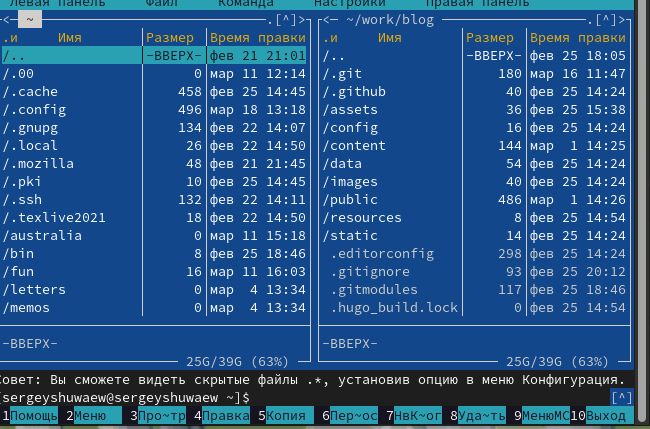 Левая панель Файл Команда Настройки Правая панель
<─ ~ .[^]> <─ ~/work/blog .[^]>
.и Имя Размер Время правки .и Имя Размер Время правки
/.. -ВВЕРХ- фев 21 21:01 /.. -ВВЕРХ- фев 25 18:05
/.00 0 мар 11 12:14 /.git 180 мар 16 11:47
/.cache 458 фев 25 14:45 /.github 40 фев 25 14:24
/.config 496 мар 18 13:18 /assets 36 фев 25 15:38
/.gnupg 134 фев 22 14:07 /config 16 фев 25 14:24
/.local 26 фев 22 14:50 /content 144 мар 1 14:25
/.mozilla 48 фев 21 21:45 /data 54 фев 25 14:24
/.pki 10 фев 25 14:45 /images 40 фев 25 14:24
/.ssh 132 фев 22 14:11 /public 486 мар 1 14:26
/.texlive2021 18 фев 22 14:50 /resources 8 фев 25 14:54
/australia 0 мар 11 15:18 /static 14 фев 25 14:24
/bin 8 фев 25 18:46 .editorconfig 298 фев 25 14:24
/fun 16 мар 11 16:03 .gitignore 93 фев 25 20:12
/letters 0 мар 4 13:34 .gitmodules 117 фев 25 18:46
/memos 0 мар 4 13:34 .hugo_build.lock 0 фев 25 14:54
-ВВЕРХ- -ВВЕРХ-
25G/39G (63%) 25G/39G (63%)
Совет: Вы сможете видеть скрытые файлы .*, установив опцию в меню Конфигурация.
[sergeyshuwaew@sergeyshuwaew ~]$ [^]
1Помощь 2Меню 3Про~тр 4Правка 5Копия 6Пер~ос 7НвК~ог 8Уда~ть 9МенюMC 10Выход